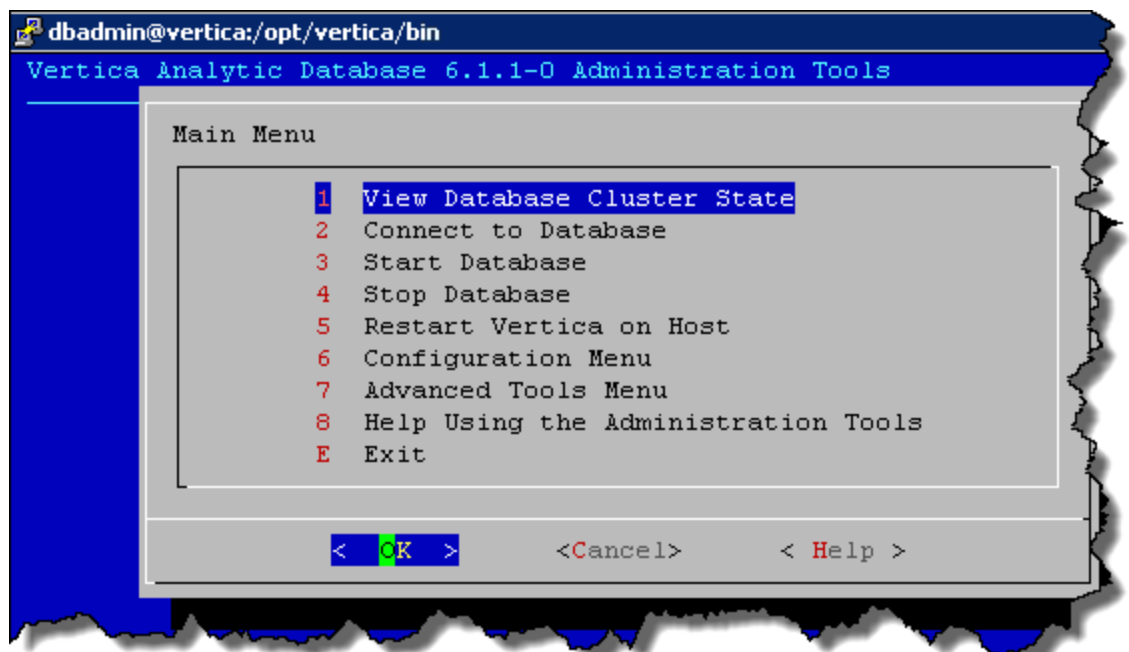 dbadmin@vertica:/opt/vertica/bin
Vertica Analytic Database 6.1.1-0 Administration Tools
Main Menu
1 View Database Cluster State
2 Connect to Database
3 Start Database
4 Stop Database
5 Restart Vertica on Host
6 Configuration Menu
7 Advanced Tools Menu
8 Help Using the Administration Tools
E Exit
< OK > <Cancel> < Help >